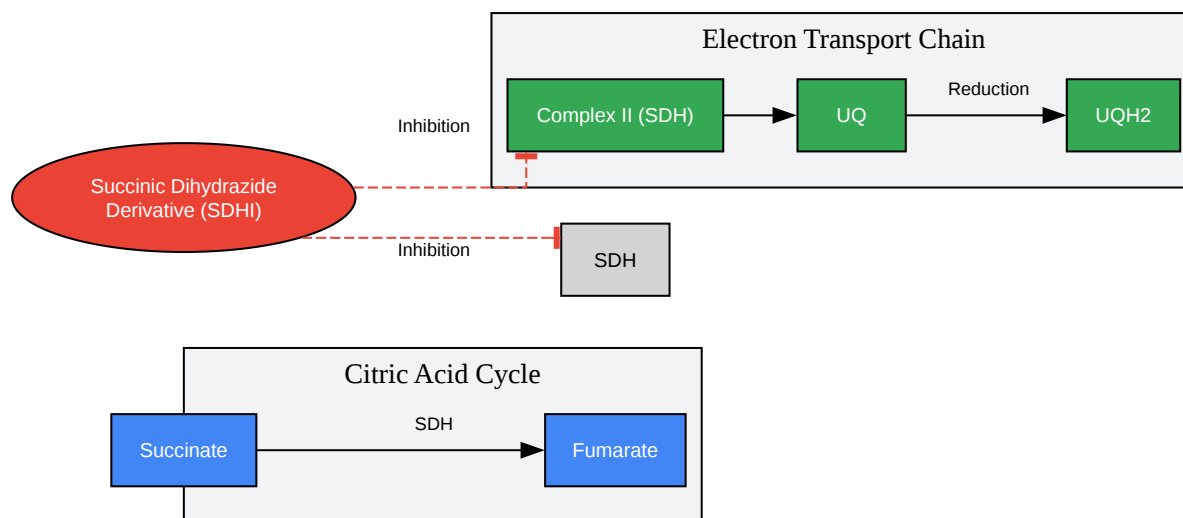 Electron Transport Chain
Complex II (SDH)
UQ
Reduction
UQH2
Inhibition
Succinic Dihydrazide
Derivative (SDHI)
Inhibition
SDH
Citric Acid Cycle
Succinate
SDH
Fumarate